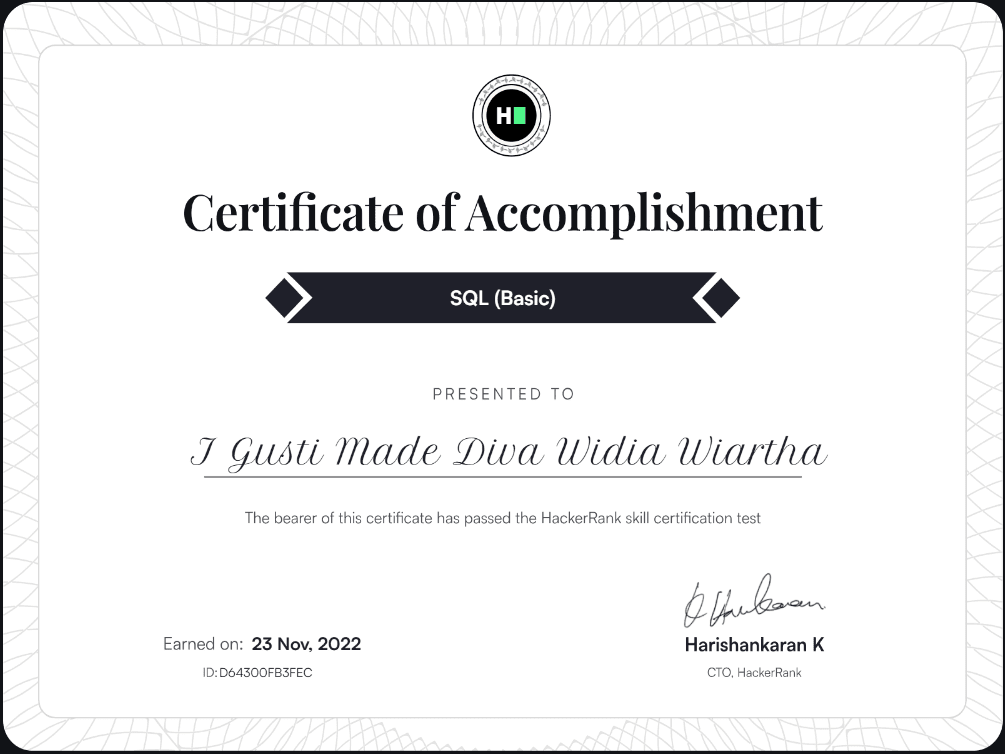 H
Certificate of Accomplishment
SQL (Basic)
PRESENTED TO
I Gusti Made Diva Widia Wiartha
The bearer of this certificate has passed the HackerRank skill certification test
Earned on: 23 Nov, 2022
ID:D64300FB3FEC
Harishankaran K
CTO, HackerRank